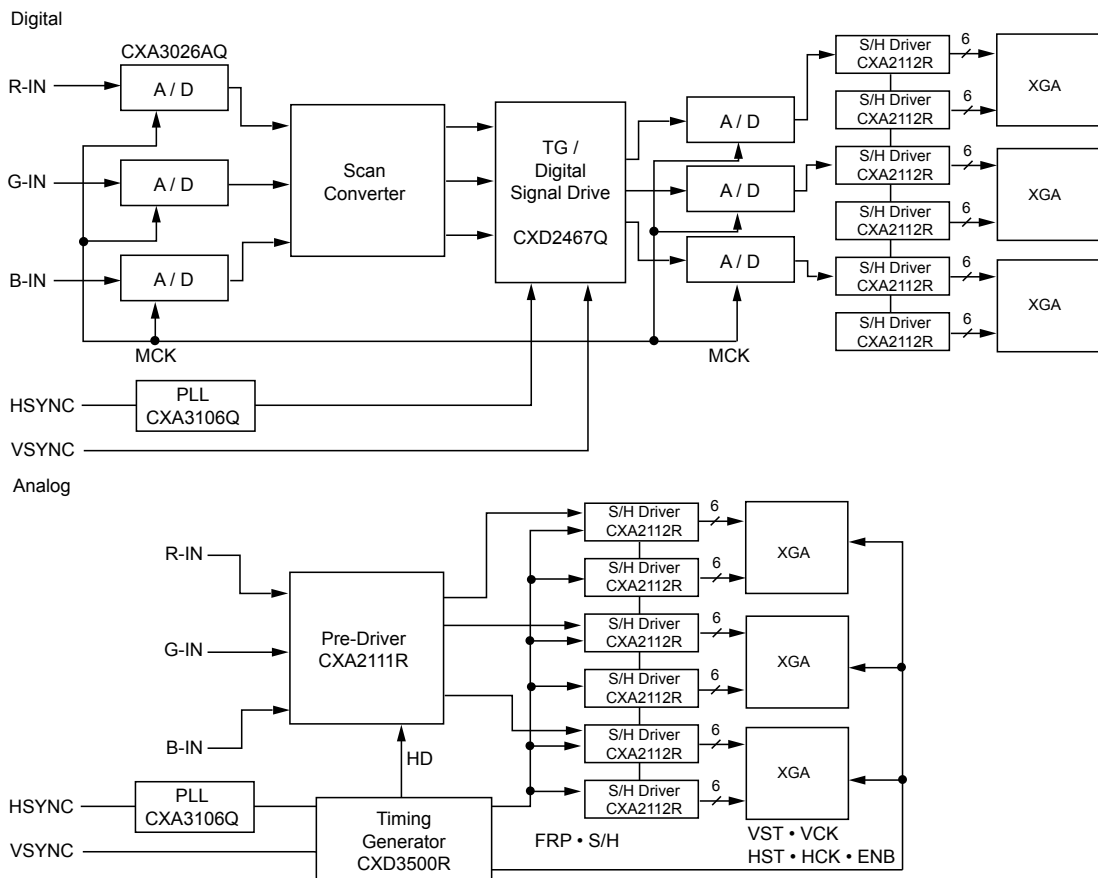 Digital
CXA3026AQ
R-IN
A / D
G-IN
A / D
B-IN
A / D
MCK
Scan
Converter
TG /
Digital
Signal Drive
CXD2467Q
A / D
A / D
A / D
MCK
S/H Driver
CXA2112R
6
S/H Driver
CXA2112R
6
XGA
S/H Driver
CXA2112R
6
S/H Driver
CXA2112R
6
XGA
S/H Driver
CXA2112R
6
S/H Driver
CXA2112R
6
XGA
HSYNC
PLL
CXA3106Q
VSYNC
Analog
R-IN
G-IN
B-IN
Pre-Driver
CXA2111R
HD
S/H Driver
CXA2112R
6
S/H Driver
CXA2112R
6
XGA
S/H Driver
CXA2112R
6
S/H Driver
CXA2112R
6
XGA
S/H Driver
CXA2112R
6
S/H Driver
CXA2112R
6
XGA
HSYNC
PLL
CXA3106Q
VSYNC
Timing
Generator
CXD3500R
FRP • S/H
VST • VCK
HST • HCK • ENB